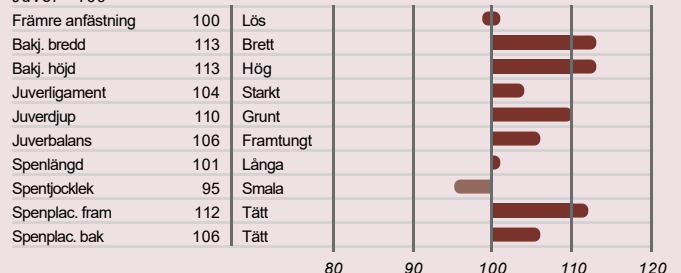 Främre anfästning 100 Lös
Bakj. bredd 113 Brett
Bakj. höjd 113 Hög
Juverligament 104 Starkt
Juverdjup 110 Grunt
Juverbalans 106 Framtungt
Spenlängd 101 Långa
Spentjocklek 95 Smala
Spenplac. fram 112 Tätt
Spenplac. bak 106 Tätt
80 90 100 110 120